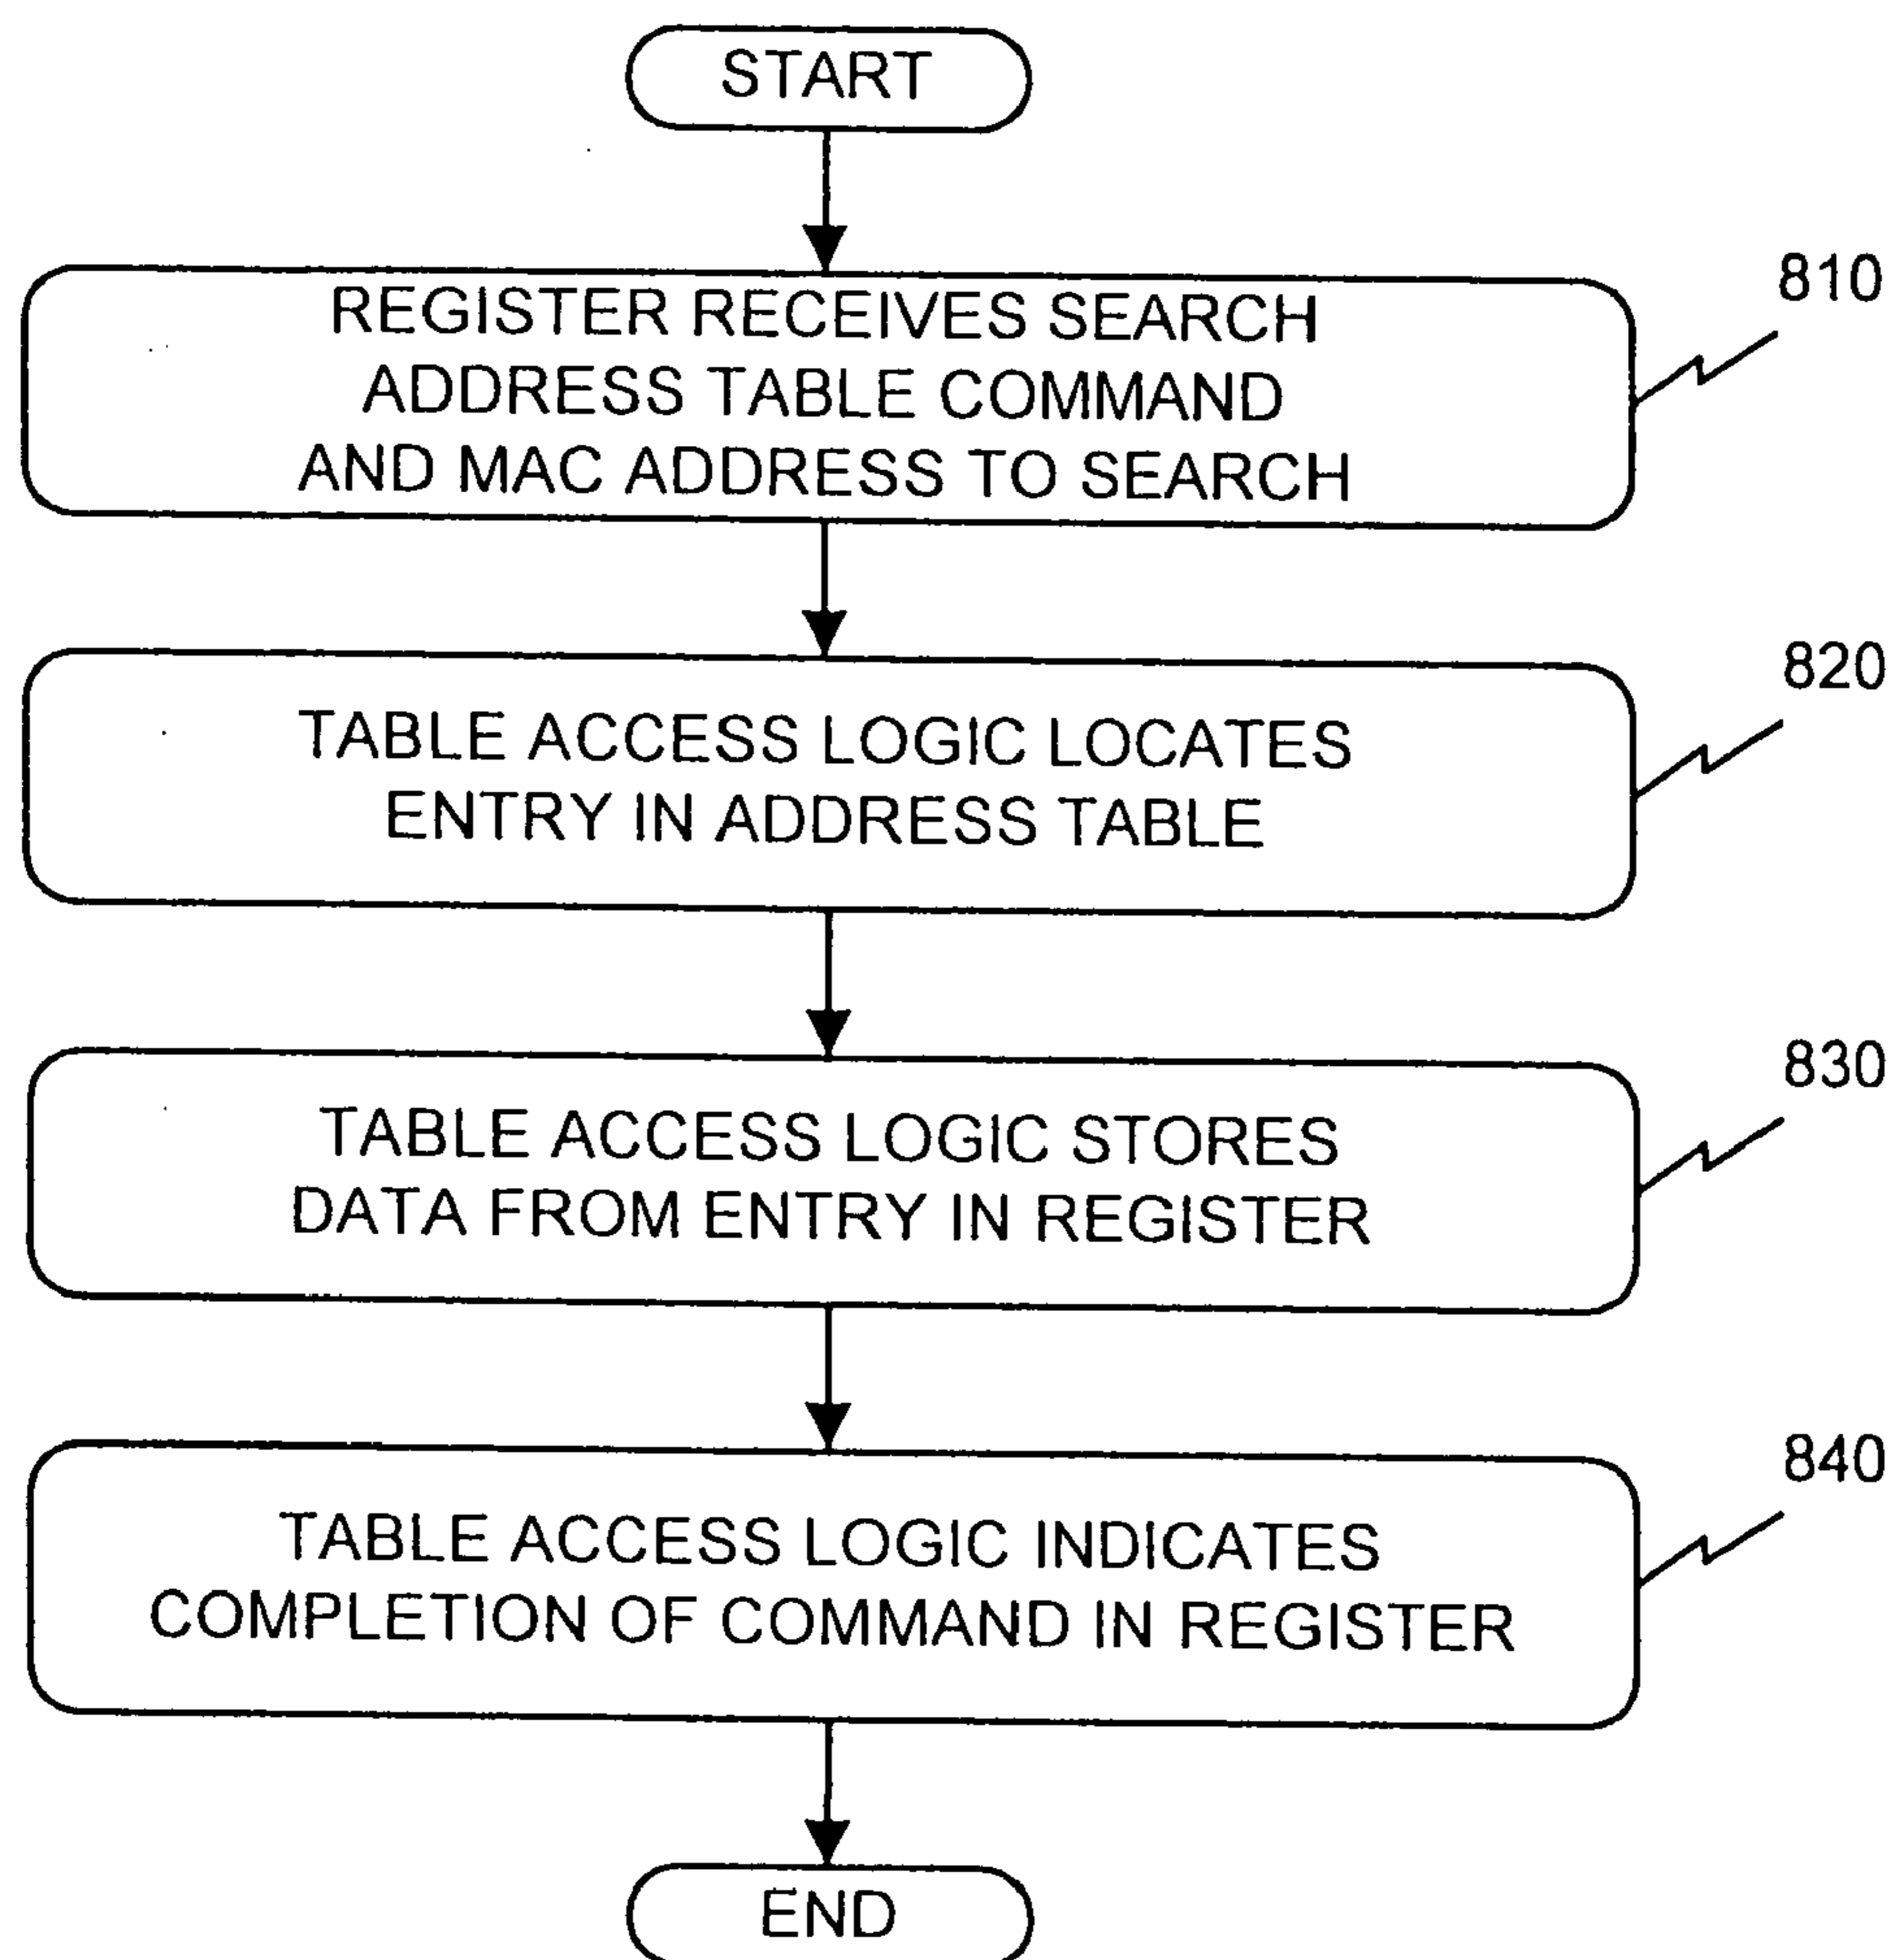 START
810
REGISTER RECEIVES SEARCH
ADDRESS TABLE COMMAND
AND MAC ADDRESS TO SEARCH
820
TABLE ACCESS LOGIC LOCATES
ENTRY IN ADDRESS TABLE
830
TABLE ACCESS LOGIC STORES
DATA FROM ENTRY IN REGISTER
840
TABLE ACCESS LOGIC INDICATES
COMPLETION OF COMMAND IN REGISTER
END